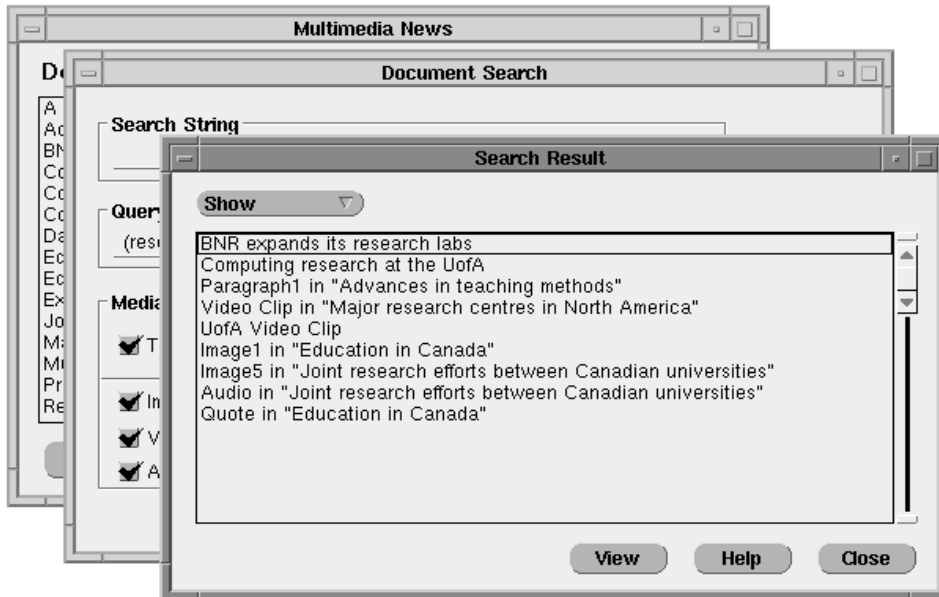 Multimedia News
Document Search
Search String
Search Result
Show
BNR expands its research labs
Computing research at the UofA
Paragraph1 in "Advances in teaching methods"
Video Clip in "Major research centres in North America"
UofA Video Clip
Image1 in "Education in Canada"
Image5 in "Joint research efforts between Canadian universities"
Audio in "Joint research efforts between Canadian universities"
Quote in "Education in Canada"
View Help Close